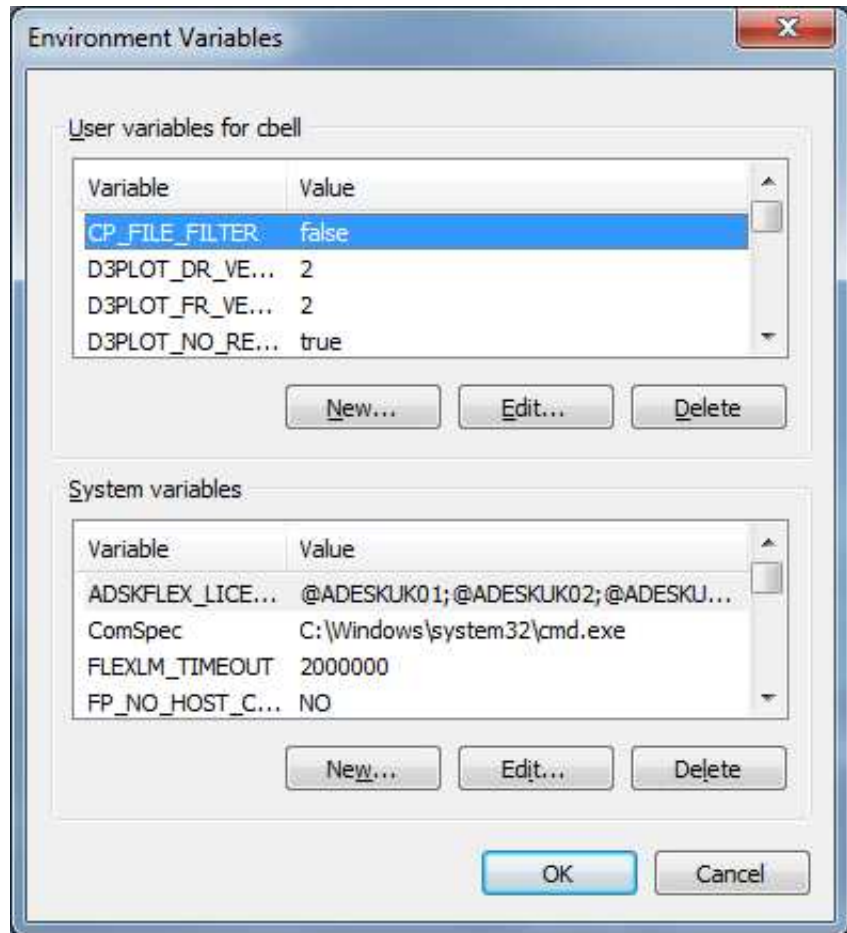 Environment Variables
User variables for cbell
Variable Value
CP_FILE_FILTER false
D3PLOT_DR_VE... 2
D3PLOT_FR_VE... 2
D3PLOT_NO_RE... true
New... Edit... Delete
System variables
Variable Value
ADSKFLEX_LICE... @ADESKUK01;@ADESKUK02;@ADESKU...
ComSpec C:\Windows\system32\cmd.exe
FLEXLM_TIMEOUT 2000000
FP_NO_HOST_C... NO
New... Edit... Delete
OK Cancel